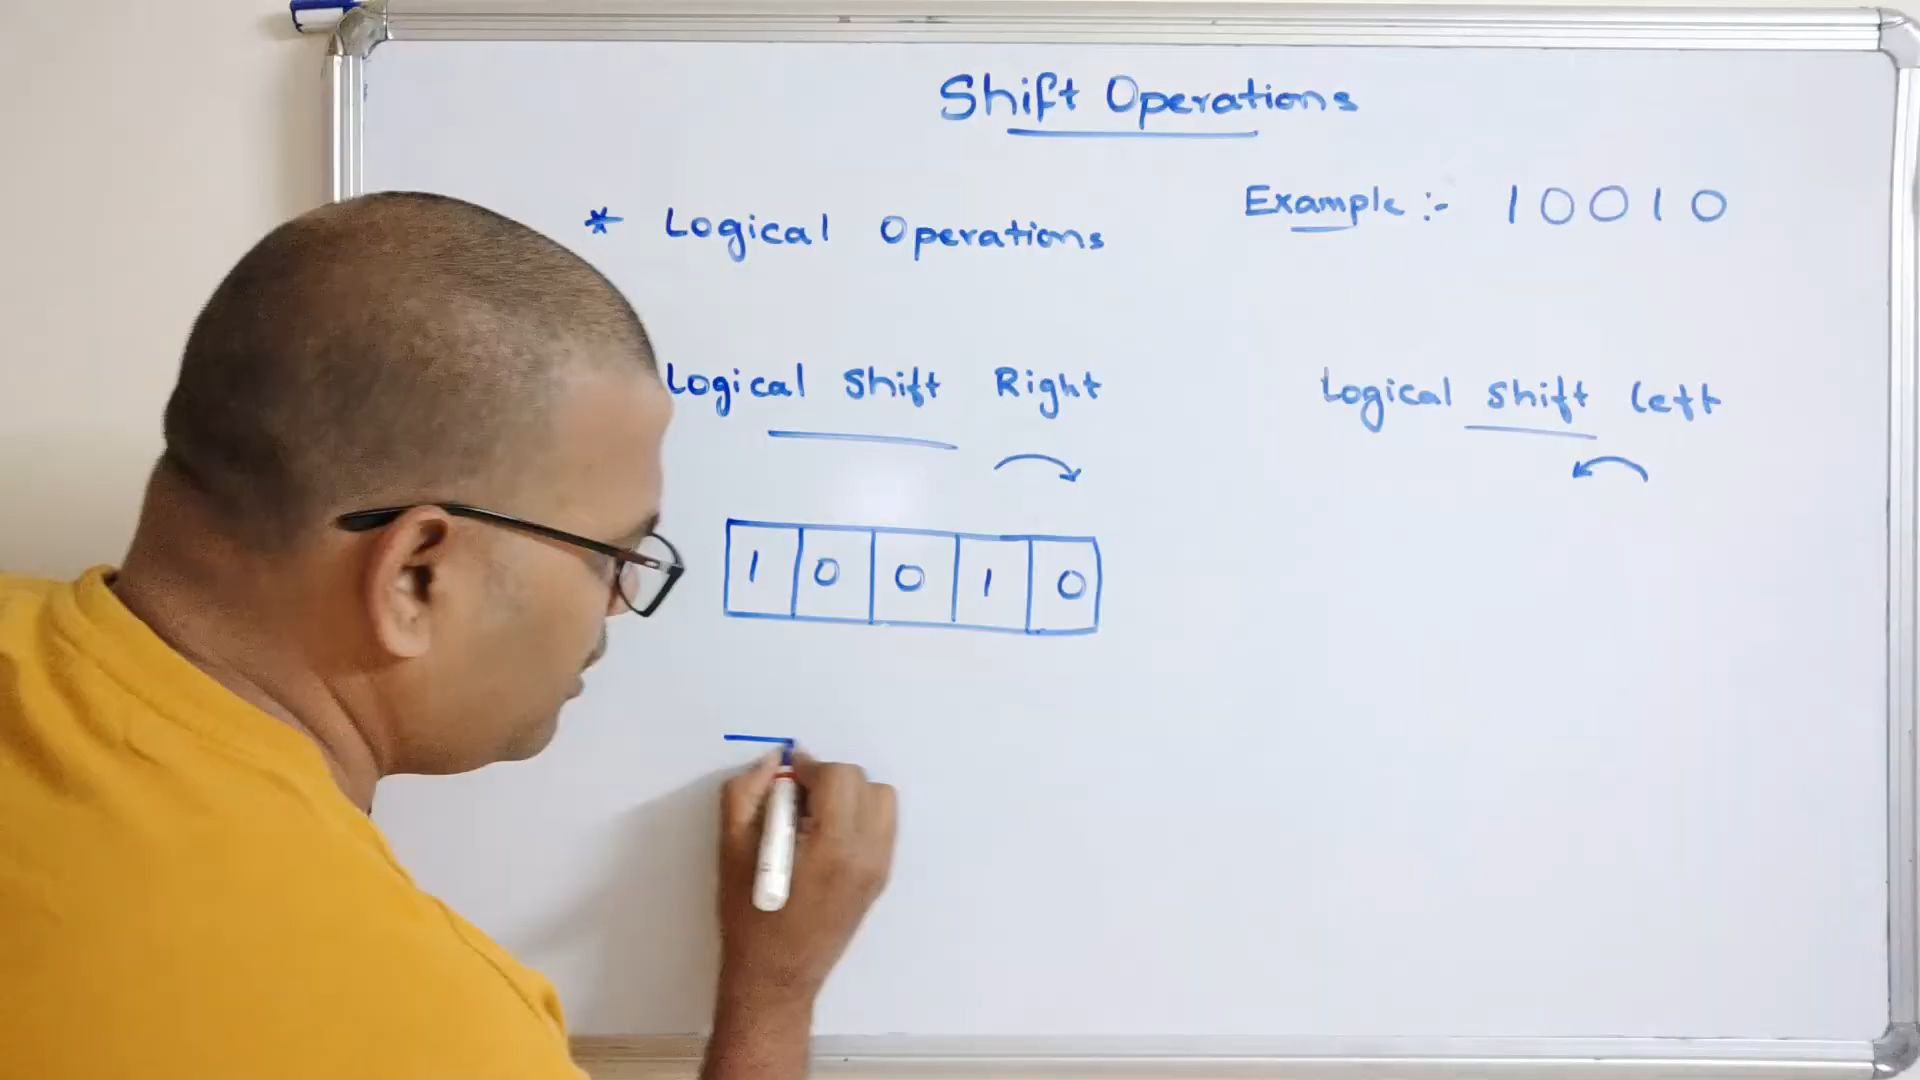 Shift Operations
Example :- 10010
* Logical Operations
Logical Shift Right
Logical Shift Left
1 0 0 1 0